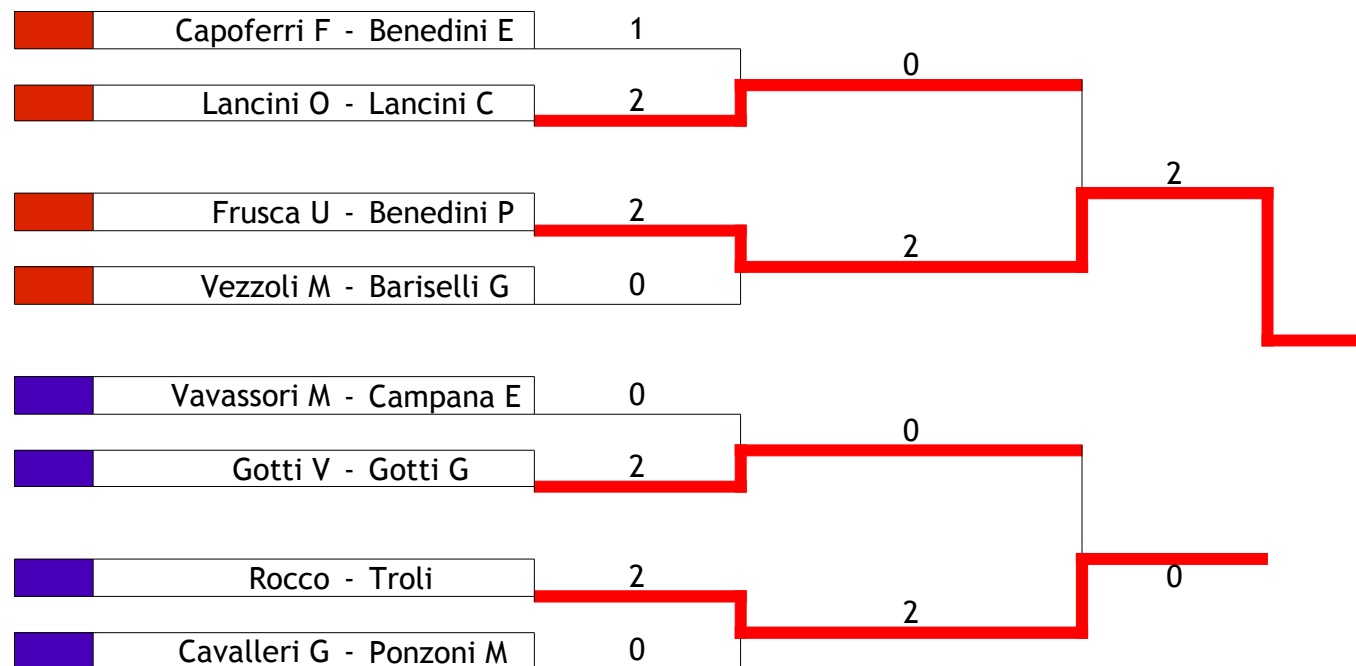 Capoferri F - Benedini E 1
0
Lancini O - Lancini C 2
2
Frusca U - Benedini P 2
2
Vezzoli M - Bariselli G 0
Vavassori M - Campana E 0
0
Gotti V - Gotti G 2
Rocco - Troli 2
0
2
Cavalleri G - Ponzoni M 0